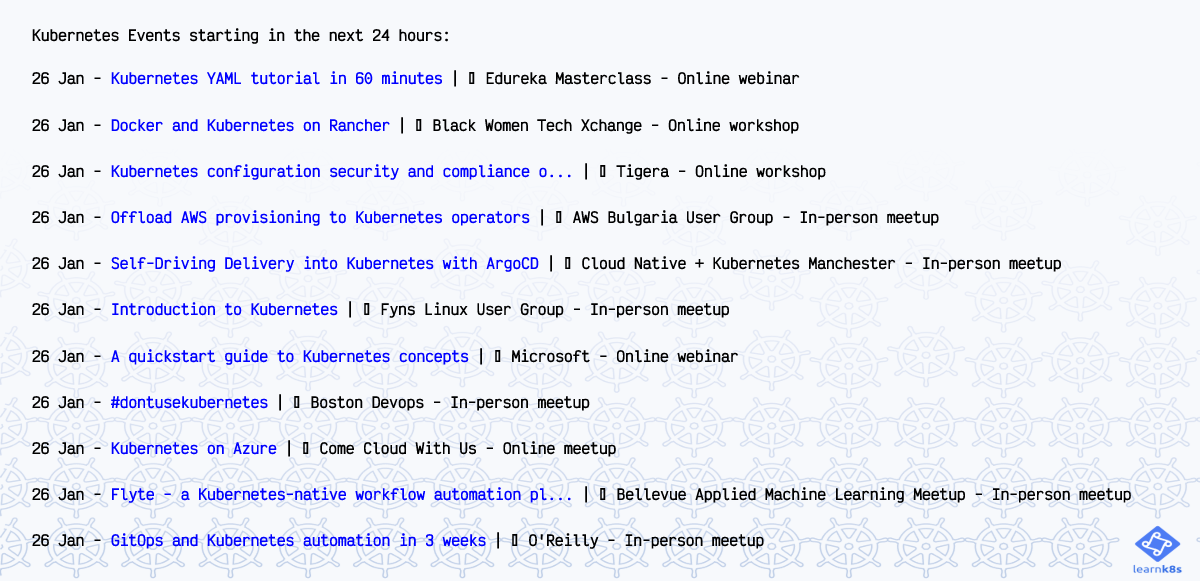 Kubernetes Events starting in the next 24 hours:
26 Jan - Kubernetes YAML tutorial in 60 minutes | ▯ Edureka Masterclass - Online webinar
26 Jan - Docker and Kubernetes on Rancher | ▯ Black Women Tech Xchange - Online workshop
26 Jan - Kubernetes configuration security and compliance o... | ▯ Tigera - Online workshop
26 Jan - Offload AWS provisioning to Kubernetes operators | ▯ AWS Bulgaria User Group - In-person meetup
26 Jan - Self-Driving Delivery into Kubernetes with ArgoCD | ▯ Cloud Native + Kubernetes Manchester - In-person meetup
26 Jan - Introduction to Kubernetes | ▯ Fyns Linux User Group - In-person meetup
26 Jan - A quickstart guide to Kubernetes concepts | ▯ Microsoft - Online webinar
26 Jan - #dontusekubernetes | ▯ Boston Devops - In-person meetup
26 Jan - Kubernetes on Azure | ▯ Come Cloud With Us - Online meetup
26 Jan - Flyte - a Kubernetes-native workflow automation pl... | ▯ Bellevue Applied Machine Learning Meetup - In-person meetup
26 Jan - GitOps and Kubernetes automation in 3 weeks | ▯ O'Reilly - In-person meetup
learnk8s